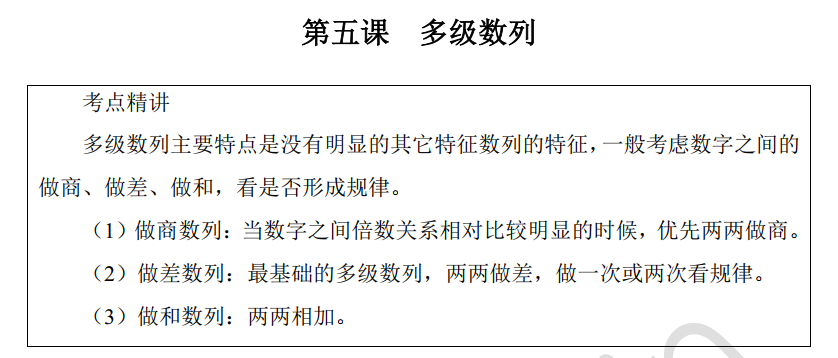 第五课 多级数列
考点精讲
多级数列主要特点是没有明显的其它特征数列的特征，一般考虑数字之间的
做商、做差、做和，看是否形成规律。
（1）做商数列：当数字之间倍数关系相对比较明显的时候，优先两两做商。
（2）做差数列：最基础的多级数列，两两做差，做一次或两次看规律。
（3）做和数列：两两相加。